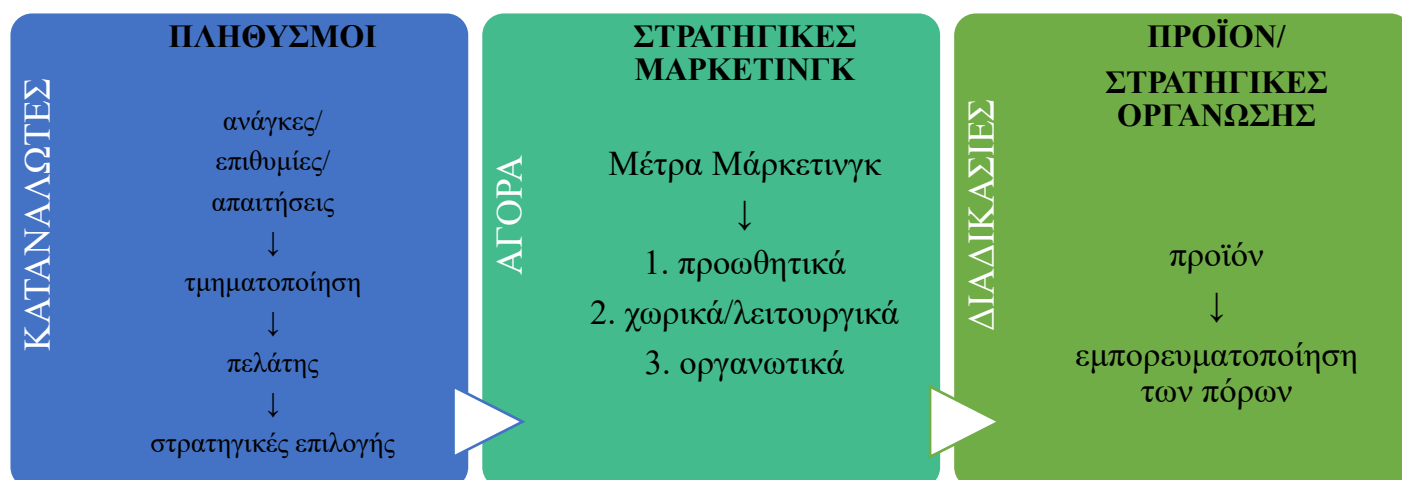 ΚΑΤΑΝΑΛΩΤΕΣ
ΠΛΗΘΥΣΜΟΙ
ανάγκες/
επιθυμίες/
απαιτήσεις
↓
τμηματοποίηση
↓
πελάτης
↓
στρατηγικές επιλογής
ΑΓΟΡΑ
ΣΤΡΑΤΗΓΙΚΕΣ
ΜΑΡΚΕΤΙΝΓΚ
Μέτρα Μάρκετινγκ
↓
1. προωθητικά
2. χωρικά/λειτουργικά
3. οργανωτικά
ΔΙΑΔΙΚΑΣΙΕΣ
ΠΡΟΪΟΝ/
ΣΤΡΑΤΗΓΙΚΕΣ
ΟΡΓΑΝΩΣΗΣ
προϊόν
↓
εμπορευματοποίηση
των πόρων